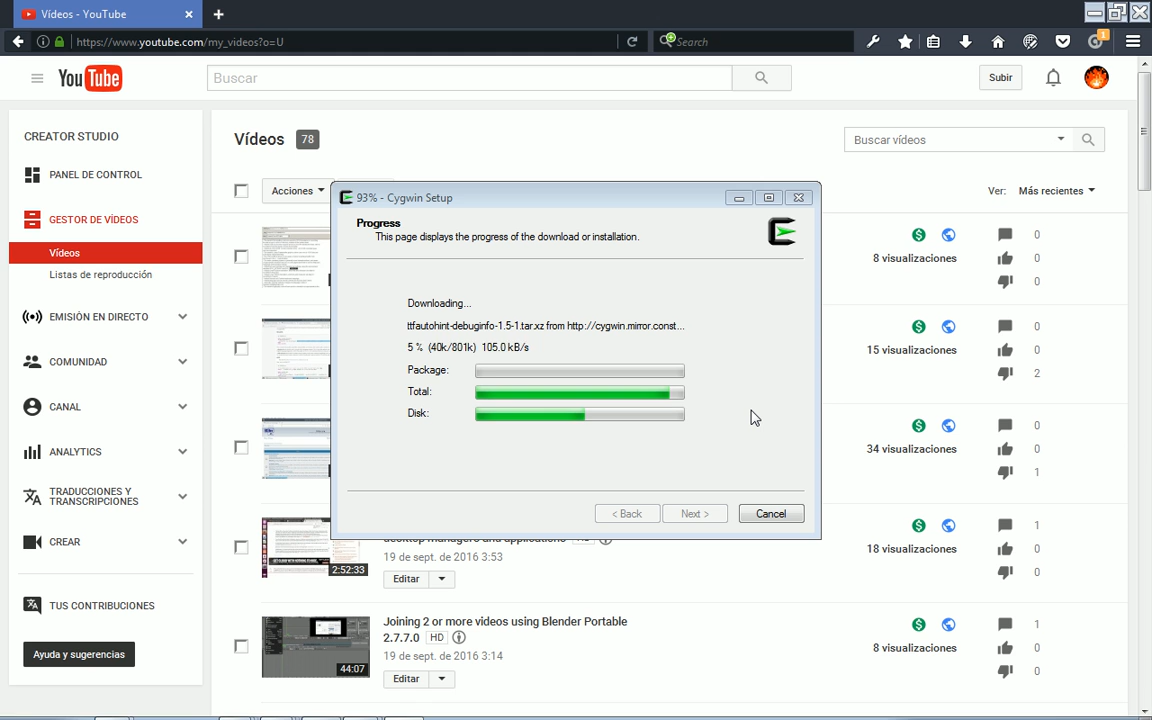 Vídeos - YouTube
https://www.youtube.com/my_videos?o=U
Search
1
YouTube
Buscar
Subir
CREATOR STUDIO
PANEL DE CONTROL
GESTOR DE VÍDEOS
Vídeos
Listas de reproducción
EMISIÓN EN DIRECTO
COMUNIDAD
CANAL
ANALYTICS
TRADUCCIONES Y
TRANSCRIPCIONES
CREAR
TUS CONTRIBUCIONES
Ayuda y sugerencias
Vídeos 78
Buscar vídeos
Acciones
Ver: Más recientes
93% - Cygwin Setup
Progress
This page displays the progress of the download or installation.
Downloading...
ttfautohint-debuginfo-1.5-1.tar.xz from http://cygwin.mirror.const...
5 % (40k/801k) 105.0 kB/s
Package:
Total:
Disk:
< Back
Next >
Cancel
0
8 visualizaciones
0
0
0
15 visualizaciones
0
2
0
34 visualizaciones
0
1
desktop managers and applications
19 de sept. de 2016 3:53
2:52:33
Editar
1
18 visualizaciones
0
0
Joining 2 or more videos using Blender Portable
2.7.7.0 HD
19 de sept. de 2016 3:14
44:07
Editar
1
8 visualizaciones
0
0